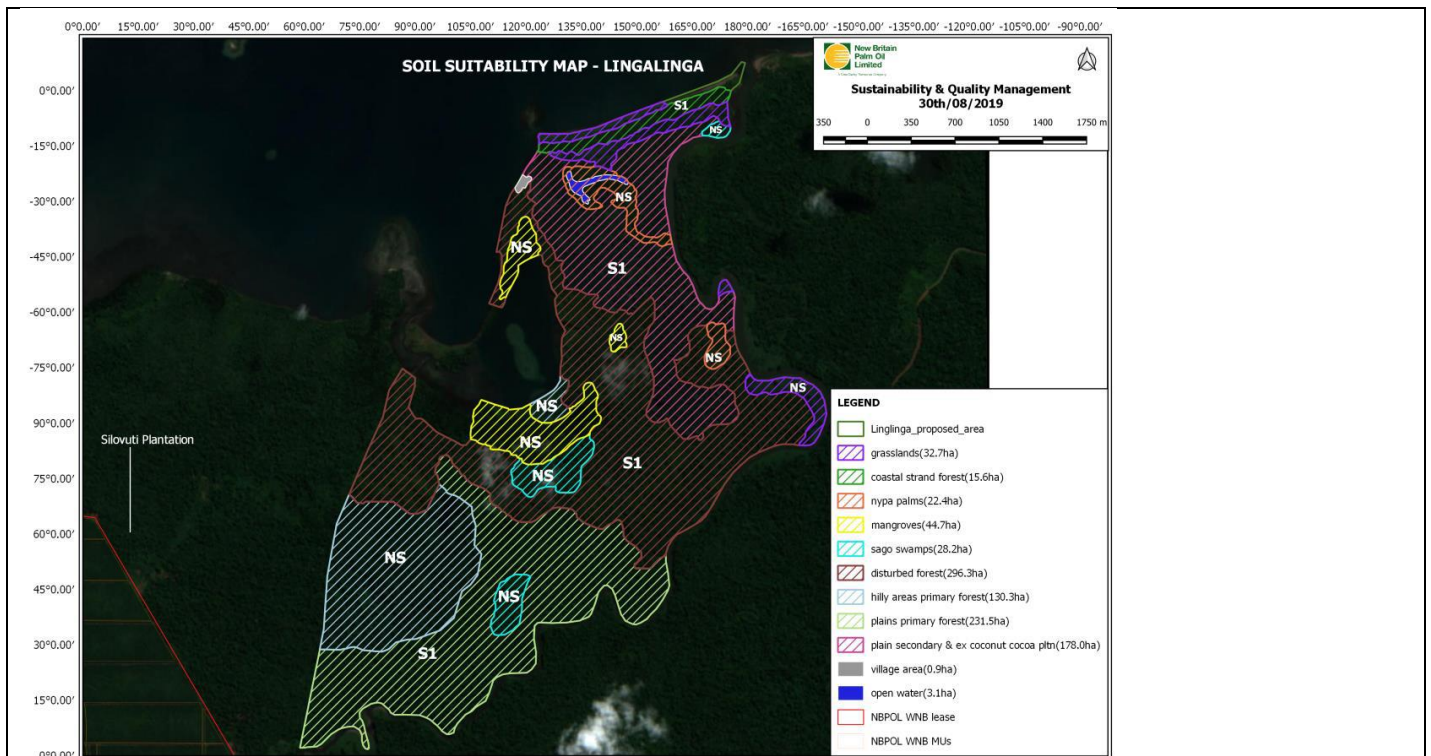 0°0.00′ 15°0.00′ 30°0.00′ 45°0.00′ 60°0.00′ 75°0.00′ 90°0.00′ 105°0.00′ 120°0.00′ 135°0.00′ 150°0.00′ 165°0.00′ 180°0.00′ -165°0.00′ -150°0.00′ -135°0.00′ -120°0.00′ -105°0.00′ -90°0.00′
SOIL SUITABILITY MAP - LINGALINGA
New Britain
Palm Oil
Limited
Sustainability & Quality Management
30th/08/2019
350 0 350 700 1050 1400 1750 m
0°0.00′
-15°0.00′
-30°0.00′
-45°0.00′
-60°0.00′
-75°0.00′
90°0.00′
75°0.00′
60°0.00′
45°0.00′
30°0.00′
15°0.00′
0°0.00′
S1
NS
NS
NS
S1
NS
NS
NS
NS
NS
S1
NS
NS
NS
S1
Silovuti Plantation
LEGEND
Linglinga_proposed_area
grasslands(32.7ha)
coastal strand forest(15.6ha)
nypa palms(22.4ha)
mangroves(44.7ha)
sago swamps(28.2ha)
disturbed forest(296.3ha)
hilly areas primary forest(130.3ha)
plains primary forest(231.5ha)
plain secondary & ex coconut cocoa pltn(178.0ha)
village area(0.9ha)
open water(3.1ha)
NBPOL WNB lease
NBPOL WNB MUs